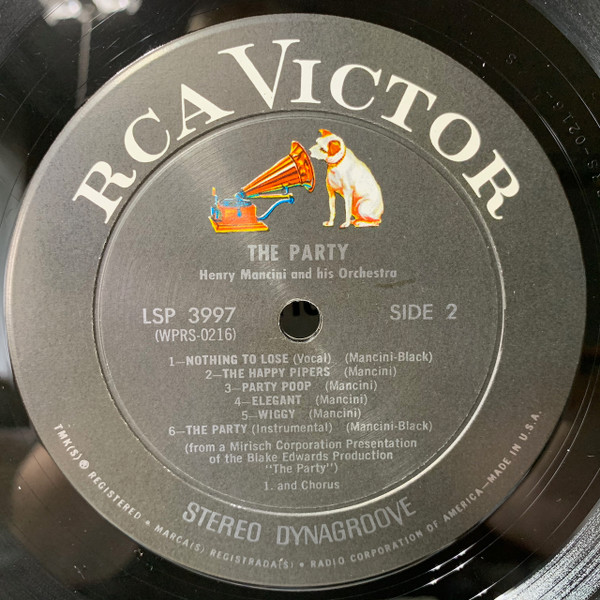 RCA VICTOR
THE PARTY
Henry Mancini and his Orchestra
LSP 3997
(WPRS-0216)
SIDE 2
1—NOTHING TO LOSE (Vocal) (Mancini-Black)
2—THE HAPPY PIPERS (Mancini)
3—PARTY POOP (Mancini)
4—ELEGANT (Mancini)
5—WIGGY (Mancini)
6—THE PARTY (Instrumental) (Mancini-Black)
(from a Mirisch Corporation Presentation
of the Blake Edwards Production
"The Party")
1. and Chorus
STEREO DYNAGROOVE
TMK(S) ® REGISTERED • MARCA(S) REGISTRADA(S) • RADIO CORPORATION OF AMERICA—MADE IN U.S.A.